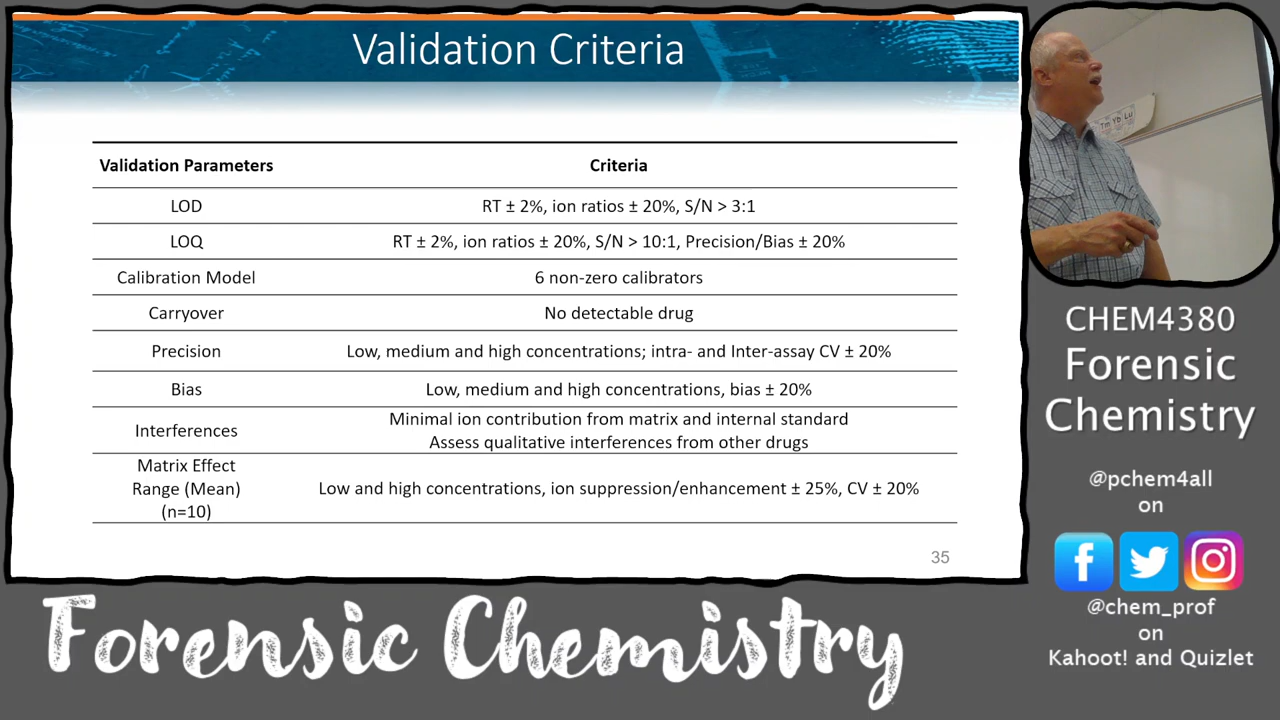 Validation Criteria
Validation Parameters Criteria
LOD RT ± 2%, ion ratios ± 20%, S/N > 3:1
LOQ RT ± 2%, ion ratios ± 20%, S/N > 10:1, Precision/Bias ± 20%
Calibration Model 6 non-zero calibrators
Carryover No detectable drug
Precision Low, medium and high concentrations; intra- and Inter-assay CV ± 20%
Bias Low, medium and high concentrations, bias ± 20%
Interferences
Minimal ion contribution from matrix and internal standard
Assess qualitative interferences from other drugs
Matrix Effect
Range (Mean)
(n=10)
Low and high concentrations, ion suppression/enhancement ± 25%, CV ± 20%
35
Tm Yb Lu
CHEM4380
Forensic
Chemistry
@pchem4all
on
@chem_prof
on
Kahoot! and Quizlet
Forensic Chemistry